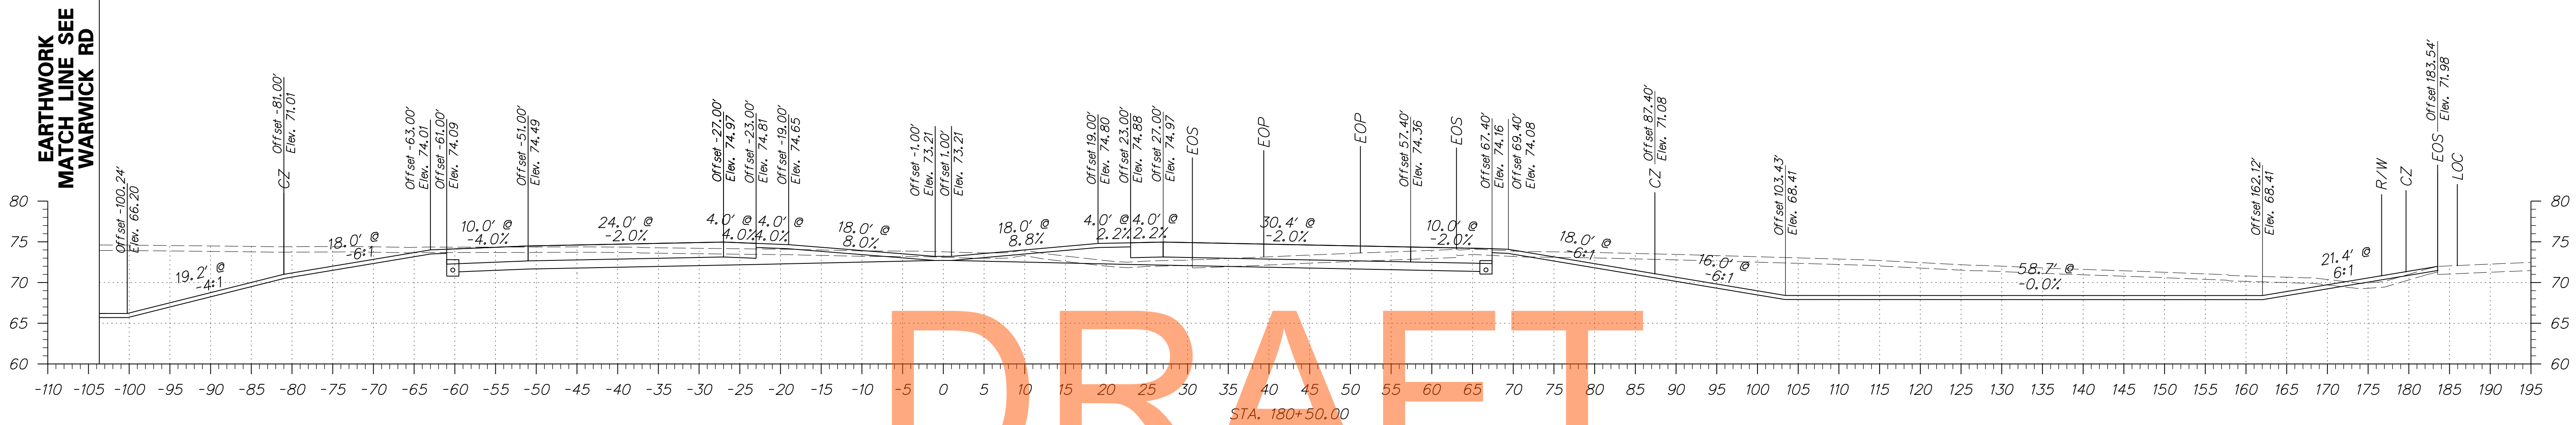 EARTHWORK
MATCH LINE SEE
WARWICK RD
Offset -100.24'
Elev. 66.20
CZ Offset -81.00'
Elev. 71.01
Offset -63.00'
Elev. 74.01
Offset -61.00'
Elev. 74.09
Offset -51.00'
Elev. 74.49
Offset -27.00'
Elev. 74.97
Offset -23.00'
Elev. 74.81
Offset -19.00'
Elev. 74.65
Offset -1.00'
Elev. 73.21
Offset 1.00'
Elev. 73.21
Offset 19.00'
Elev. 74.80
Offset 23.00'
Elev. 74.88
Offset 27.00'
Elev. 74.97
EOS
EOP
EOP
Offset 57.40'
Elev. 74.36
EOS
Offset 67.40'
Elev. 74.16
Offset 69.40'
Elev. 74.08
CZ Offset 87.40'
Elev. 71.08
Offset 103.43'
Elev. 68.41
Offset 162.12'
Elev. 68.41
R/W
CZ
EOS Offset 183.54'
Elev. 71.98
LOC
19.2' @
-4:1
18.0' @
-6:1
10.0' @
-4.0%
24.0' @
-2.0%
4.0' @
4.0%
4.0' @
4.0%
18.0' @
8.0%
18.0' @
8.8%
4.0' @
2.2%
4.0' @
2.2%
30.4' @
-2.0%
10.0' @
-2.0%
18.0' @
-6:1
16.0' @
-6:1
58.7' @
-0.0%
21.4' @
6:1
80 80
75 75
70 70
65 65
60 60
-110 -105 -100 -95 -90 -85 -80 -75 -70 -65 -60 -55 -50 -45 -40 -35 -30 -25 -20 -15 -10 -5 0 5 10 15 20 25 30 35 40 45 50 55 60 65 70 75 80 85 90 95 100 105 110 115 120 125 130 135 140 145 150 155 160 165 170 175 180 185 190 195
STA. 180+50.00
DRAFT